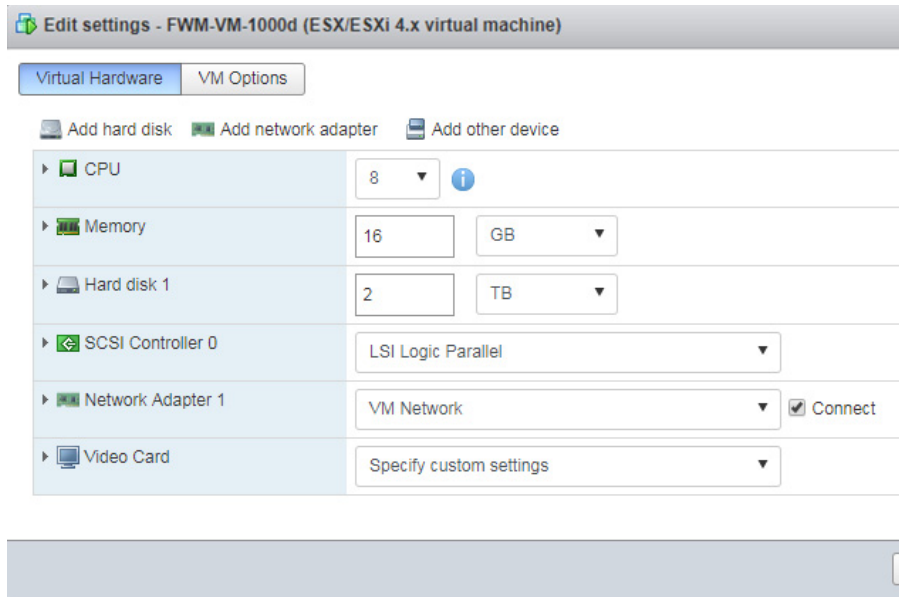 Edit settings - FWM-VM-1000d (ESX/ESXi 4.x virtual machine)
Virtual Hardware VM Options
Add hard disk Add network adapter Add other device
CPU 8
Memory 16 GB
Hard disk 1 2 TB
SCSI Controller 0 LSI Logic Parallel
Network Adapter 1 VM Network Connect
Video Card Specify custom settings